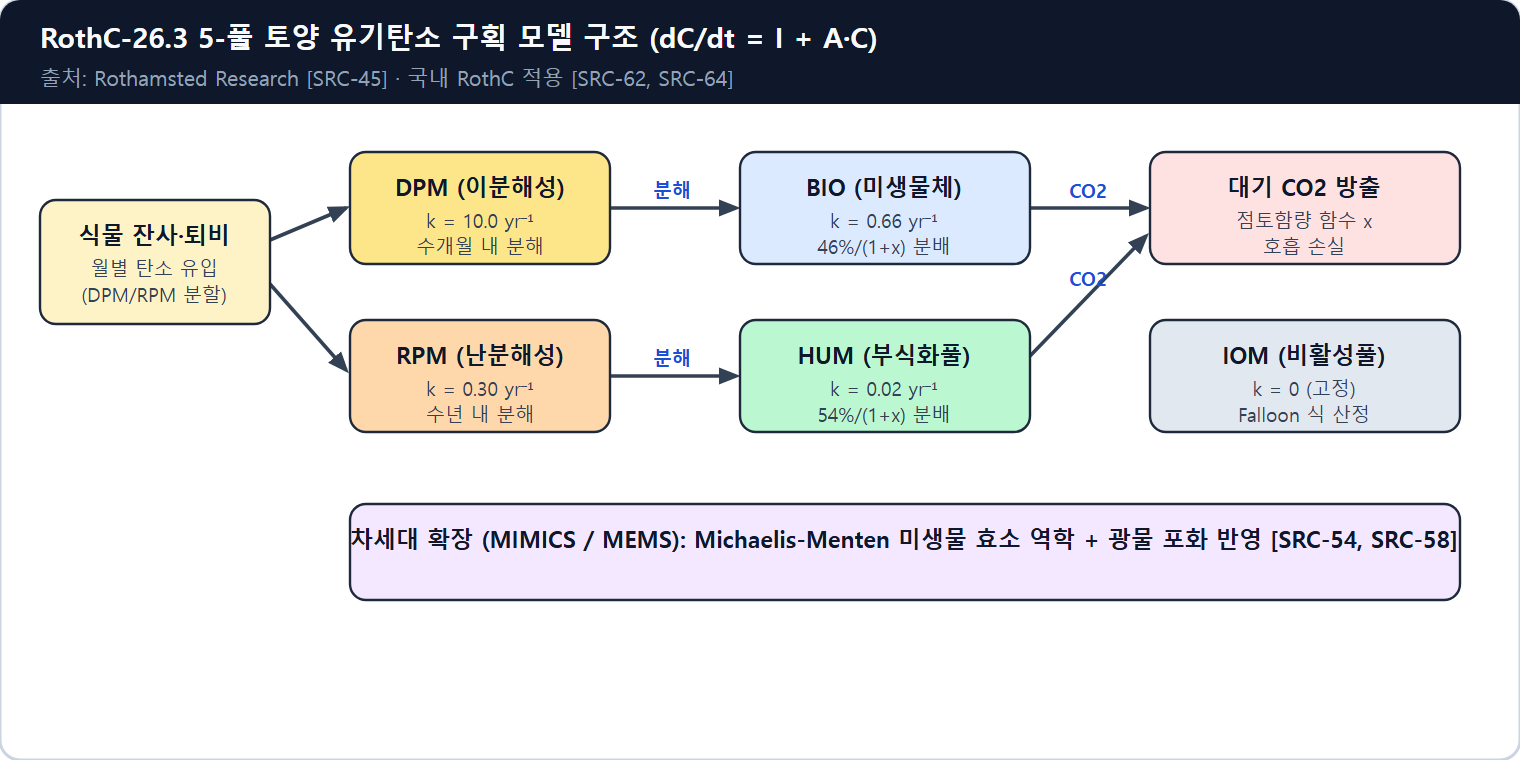 RothC-26.3 5-풀 토양 유기탄소 구획 모델 구조 (dC/dt = I + A·C)
출처: Rothamsted Research [SRC-45] · 국내 RothC 적용 [SRC-62, SRC-64]
식물 잔사·퇴비
월별 탄소 유입
(DPM/RPM 분할)
DPM (이분해성)
k = 10.0 yr⁻¹
수개월 내 분해
분해
BIO (미생물체)
k = 0.66 yr⁻¹
46%/(1+x) 분배
CO2
대기 CO2 방출
점토함량 함수 x
호흡 손실
CO2
RPM (난분해성)
k = 0.30 yr⁻¹
수년 내 분해
분해
HUM (부식화풀)
k = 0.02 yr⁻¹
54%/(1+x) 분배
IOM (비활성풀)
k = 0 (고정)
Falloon 식 산정
차세대 확장 (MIMICS / MEMS): Michaelis-Menten 미생물 효소 역학 + 광물 포화 반영 [SRC-54, SRC-58]